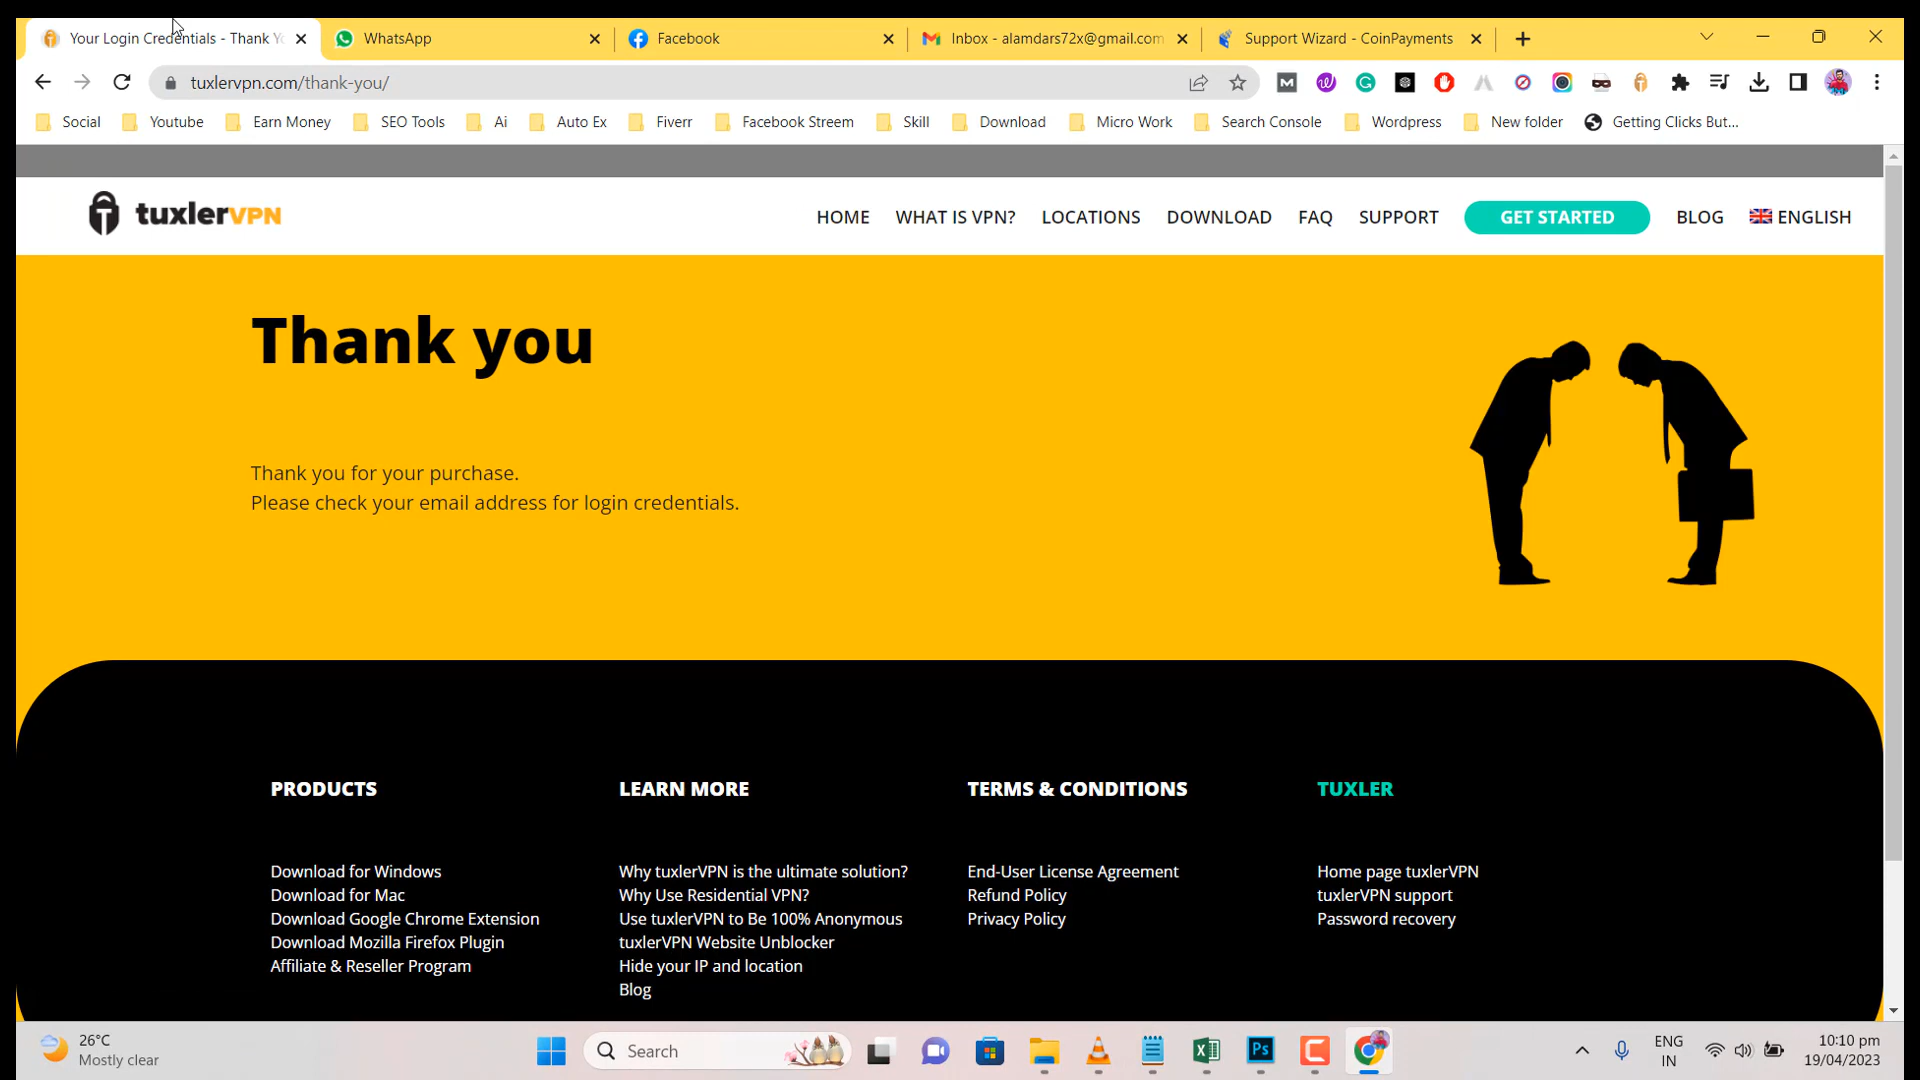 Your Login Credentials - Thank Yo
WhatsApp
Facebook
Inbox - alamdars72x@gmail.com
Support Wizard - CoinPayments
tuxlervpn.com/thank-you/
Social
Youtube
Earn Money
SEO Tools
Ai
Auto Ex
Fiverr
Facebook Streem
Skill
Download
Micro Work
Search Console
Wordpress
New folder
Getting Clicks But...
tuxlerVPN
HOME
WHAT IS VPN?
LOCATIONS
DOWNLOAD
FAQ
SUPPORT
GET STARTED
BLOG
ENGLISH
Thank you
Thank you for your purchase.
Please check your email address for login credentials.
PRODUCTS
Download for Windows
Download for Mac
Download Google Chrome Extension
Download Mozilla Firefox Plugin
Affiliate & Reseller Program
LEARN MORE
Why tuxlerVPN is the ultimate solution?
Why Use Residential VPN?
Use tuxlerVPN to Be 100% Anonymous
tuxlerVPN Website Unblocker
Hide your IP and location
Blog
TERMS & CONDITIONS
End-User License Agreement
Refund Policy
Privacy Policy
TUXLER
Home page tuxlerVPN
tuxlerVPN support
Password recovery
26°C
Mostly clear
Search
ENG
IN
10:10 pm
19/04/2023